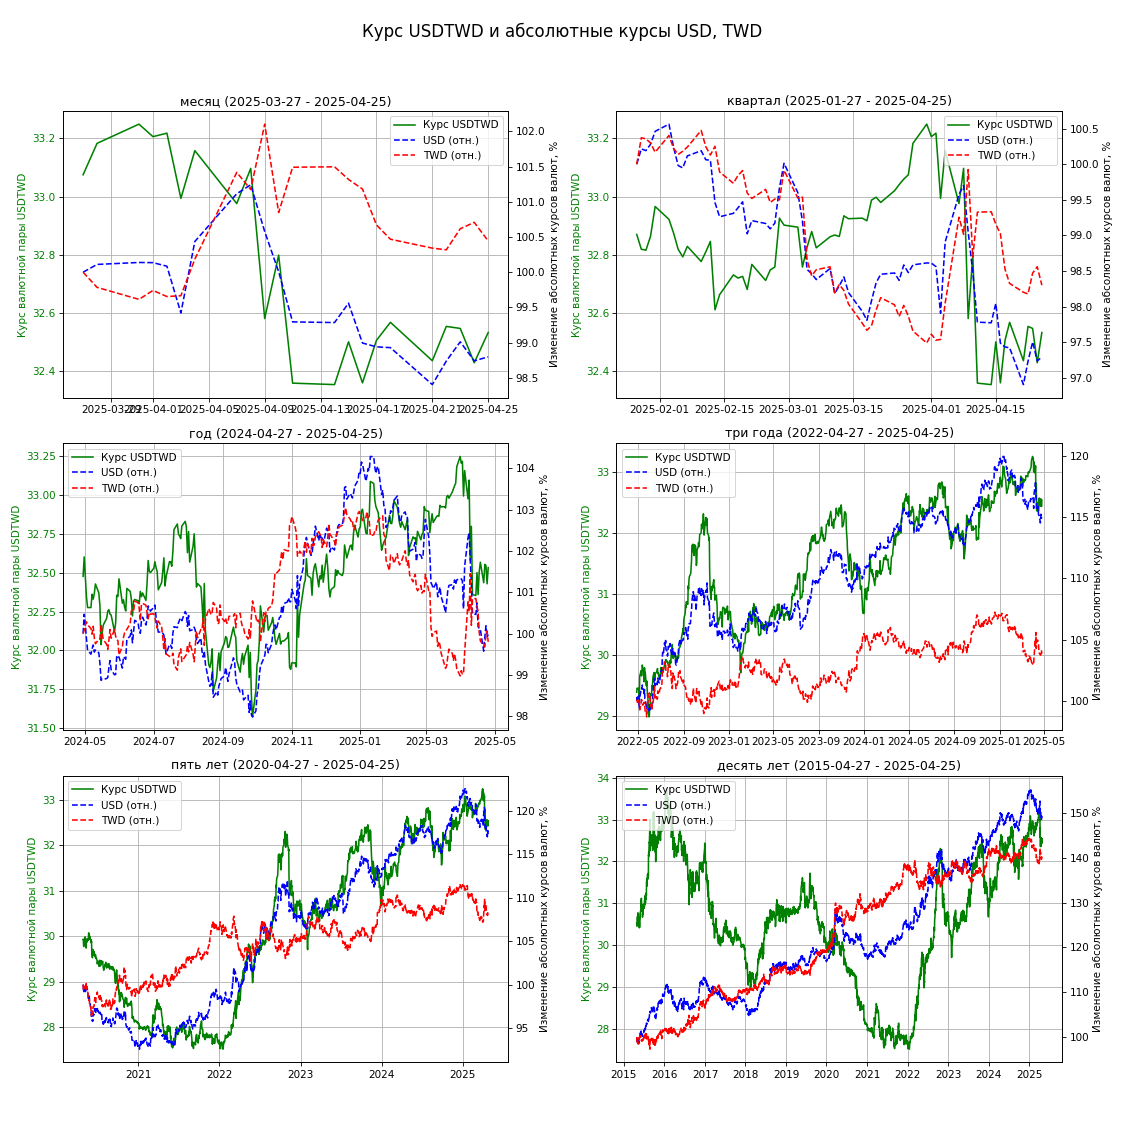 Курс USDTWD и абсолютные курсы USD, TWD
месяц (2025-03-27 - 2025-04-25)
Курс USDTWD
USD (отн.)
TWD (отн.)
Курс валютной пары USDTWD
33.2
33.0
32.8
32.6
32.4
102.0
101.5
101.0
100.5
100.0
99.5
99.0
98.5
Изменение абсолютных курсов валют, %
2025-03-29 2025-04-01 2025-04-05 2025-04-09 2025-04-13 2025-04-17 2025-04-21 2025-04-25
квартал (2025-01-27 - 2025-04-25)
Курс USDTWD
USD (отн.)
TWD (отн.)
Курс валютной пары USDTWD
33.2
33.0
32.8
32.6
32.4
100.5
100.0
99.5
99.0
98.5
98.0
97.5
97.0
Изменение абсолютных курсов валют, %
2025-02-01 2025-02-15 2025-03-01 2025-03-15 2025-04-01 2025-04-15
год (2024-04-27 - 2025-04-25)
Курс USDTWD
USD (отн.)
TWD (отн.)
Курс валютной пары USDTWD
33.25
33.00
32.75
32.50
32.25
32.00
31.75
31.50
104
103
102
101
100
99
98
Изменение абсолютных курсов валют, %
2024-05 2024-07 2024-09 2024-11 2025-01 2025-03 2025-05
три года (2022-04-27 - 2025-04-25)
Курс USDTWD
USD (отн.)
TWD (отн.)
Курс валютной пары USDTWD
33
32
31
30
29
120
115
110
105
100
Изменение абсолютных курсов валют, %
2022-05 2022-09 2023-01 2023-05 2023-09 2024-01 2024-05 2024-09 2025-01 2025-05
пять лет (2020-04-27 - 2025-04-25)
Курс USDTWD
USD (отн.)
TWD (отн.)
Курс валютной пары USDTWD
33
32
31
30
29
28
120
115
110
105
100
95
Изменение абсолютных курсов валют, %
2021 2022 2023 2024 2025
десять лет (2015-04-27 - 2025-04-25)
Курс USDTWD
USD (отн.)
TWD (отн.)
Курс валютной пары USDTWD
34
33
32
31
30
29
28
150
140
130
120
110
100
Изменение абсолютных курсов валют, %
2015 2016 2017 2018 2019 2020 2021 2022 2023 2024 2025